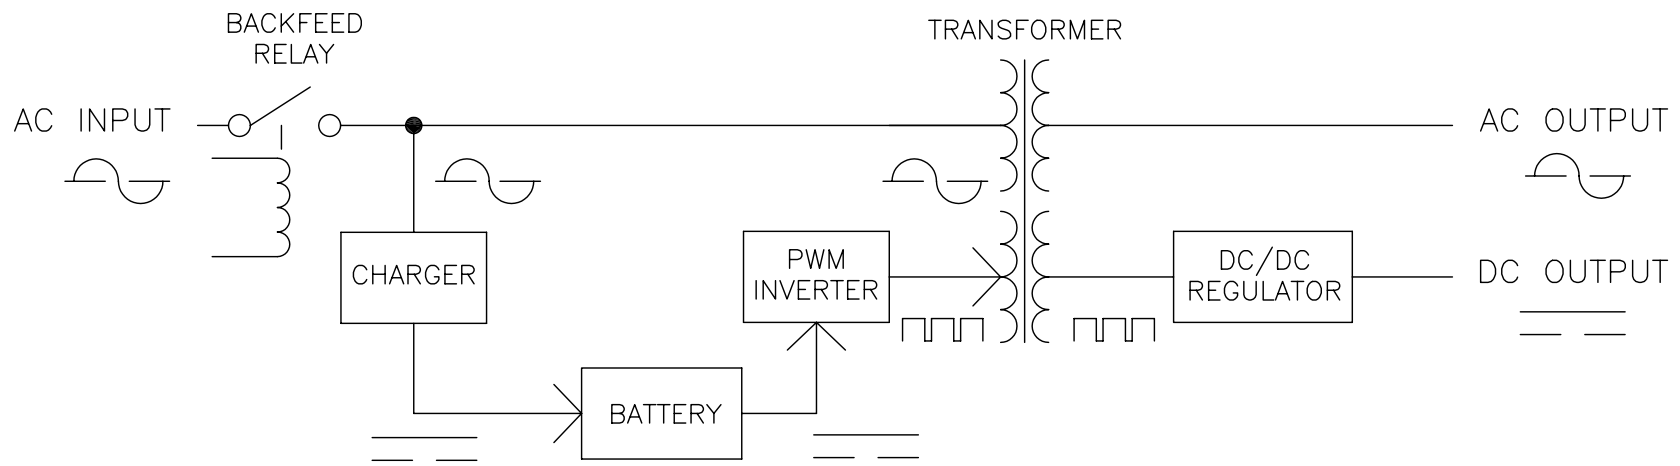 BACKFEED
RELAY
TRANSFORMER
AC INPUT
AC OUTPUT
CHARGER
PWM
INVERTER
DC/DC
REGULATOR
DC OUTPUT
BATTERY